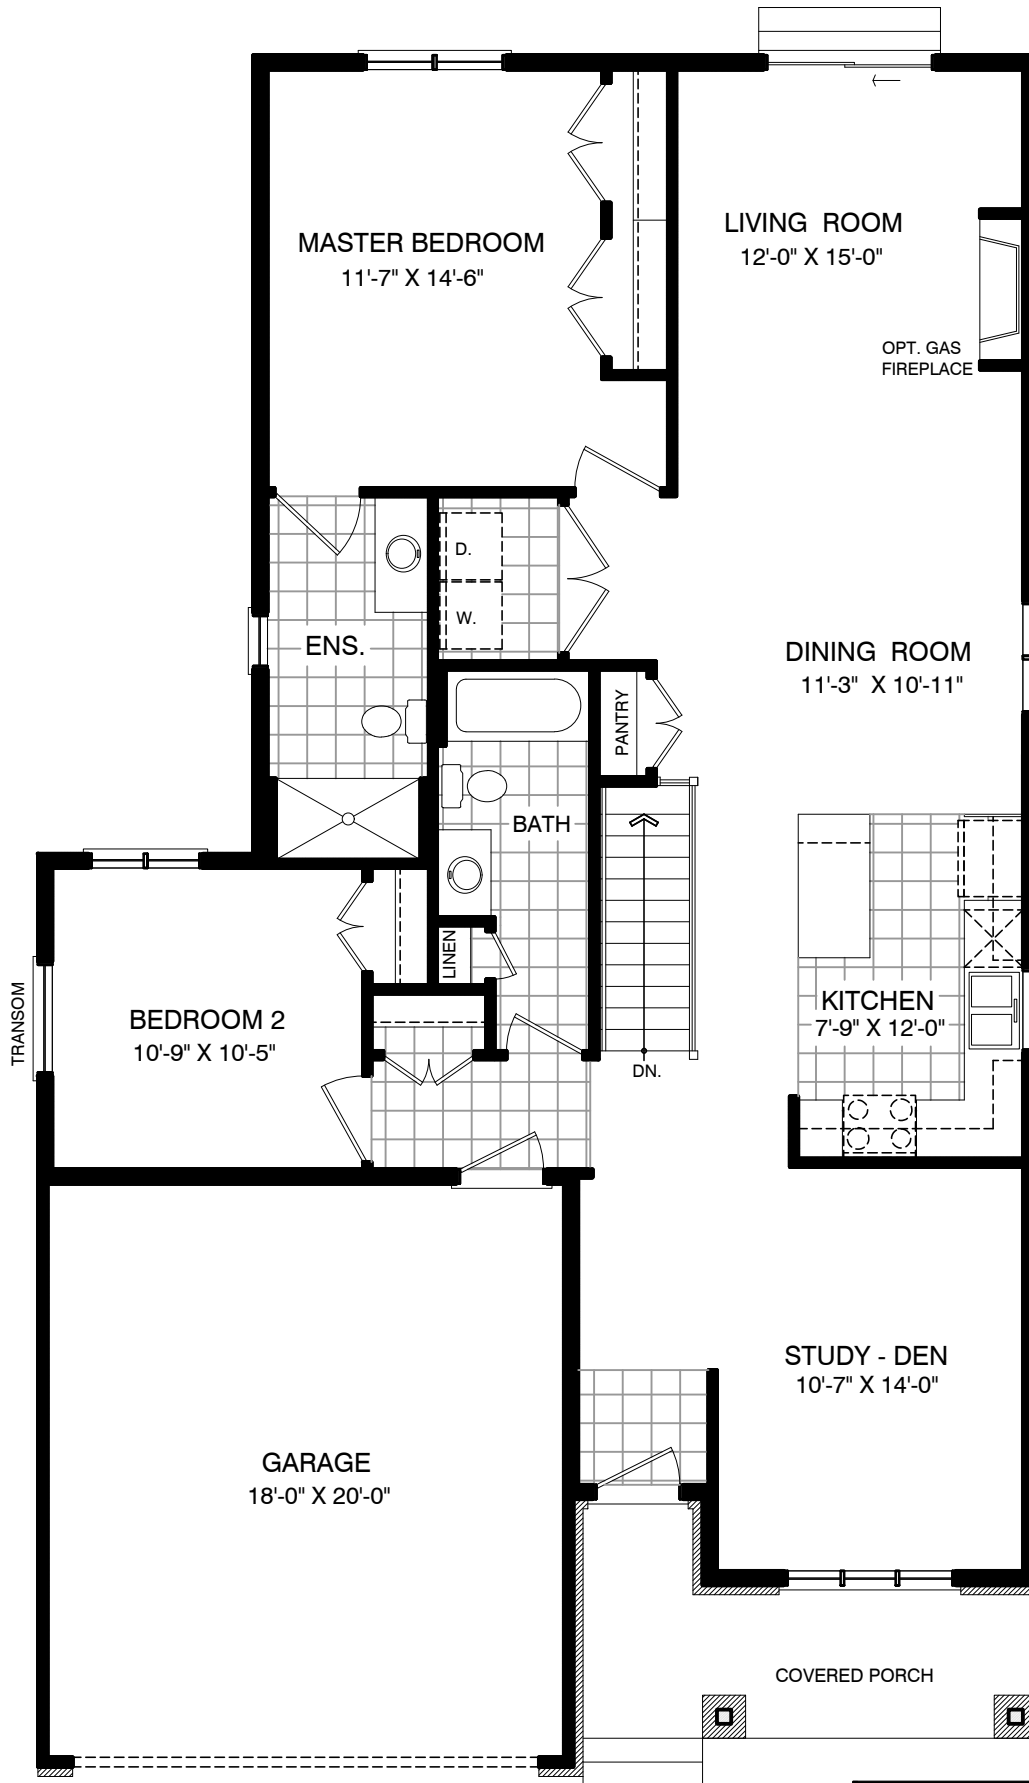 MASTER BEDROOM
11'-7" X 14'-6"
LIVING ROOM
12'-0" X 15'-0"
OPT. GAS
FIREPLACE
D.
W.
ENS.
DINING ROOM
11'-3" X 10'-11"
PANTRY
BATH
LINEN
KITCHEN
7'-9" X 12'-0"
TRANSOM
BEDROOM 2
10'-9" X 10'-5"
DN.
STUDY - DEN
10'-7" X 14'-0"
GARAGE
18'-0" X 20'-0"
COVERED PORCH